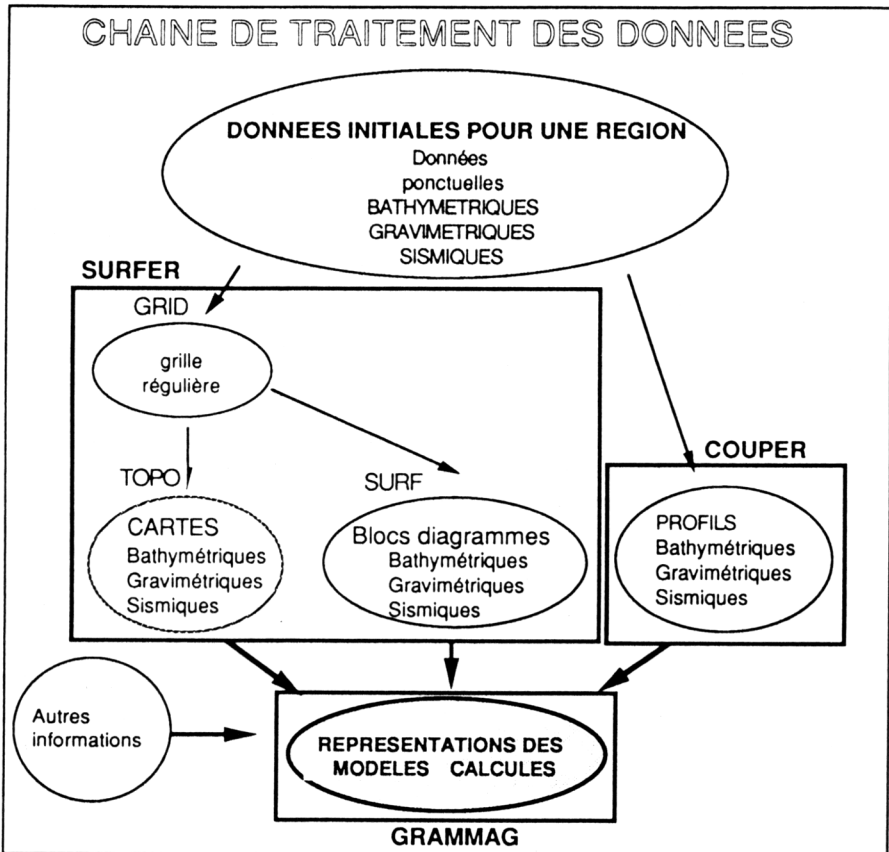 CHAINE DE TRAITEMENT DES DONNEES
DONNEES INITIALES POUR UNE REGION
Données
ponctuelles
BATHYMETRIQUES
GRAVIMETRIQUES
SISMIQUES
SURFER
GRID
grille
régulière
TOPO
CARTES
Bathymétriques
Gravimétriques
Sismiques
SURF
Blocs diagrammes
Bathymétriques
Gravimétriques
Sismiques
COUPER
PROFILS
Bathymétriques
Gravimétriques
Sismiques
Autres
informations
REPRESENTATIONS DES
MODELES CALCULES
GRAMMAG